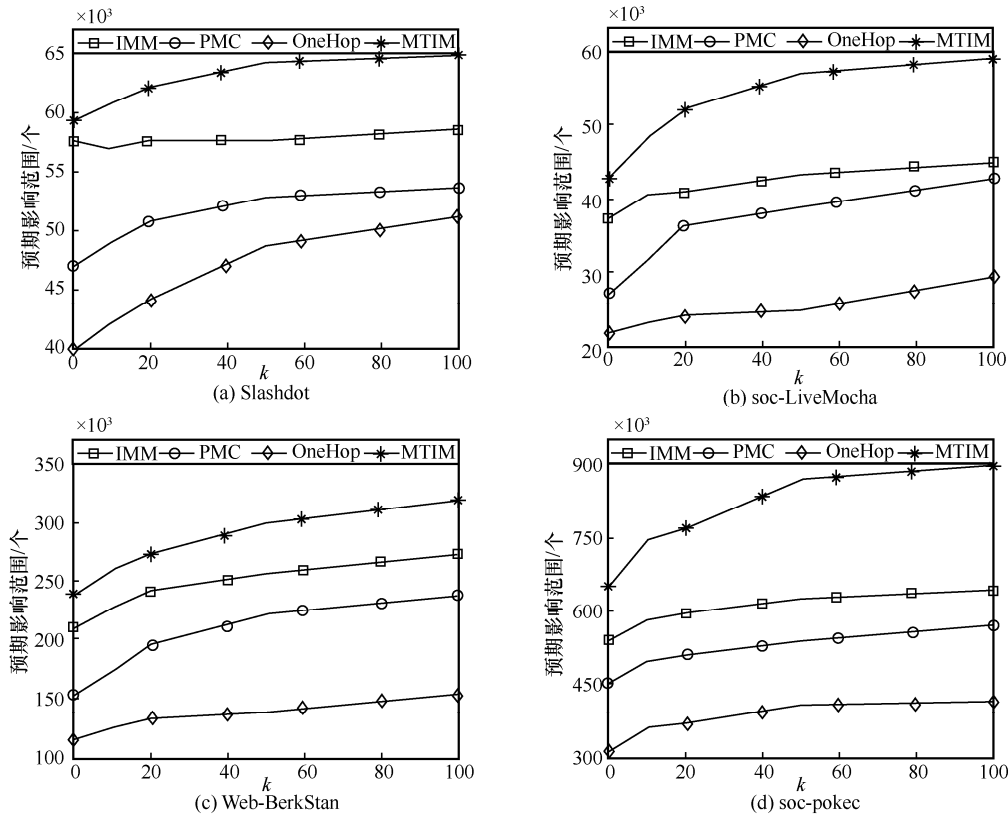 ×10³
IMM PMC OneHop MTIM
65
60
55
50
45
40
预期影响范围/个
0 20 40 60 80 100
k
(a) Slashdot
×10³
IMM PMC OneHop MTIM
60
50
40
30
20
预期影响范围/个
0 20 40 60 80 100
k
(b) soc-LiveMocha
×10³
IMM PMC OneHop MTIM
350
300
250
200
150
100
预期影响范围/个
0 20 40 60 80 100
k
(c) Web-BerkStan
×10³
IMM PMC OneHop MTIM
900
750
600
450
300
预期影响范围/个
0 20 40 60 80 100
k
(d) soc-pokec